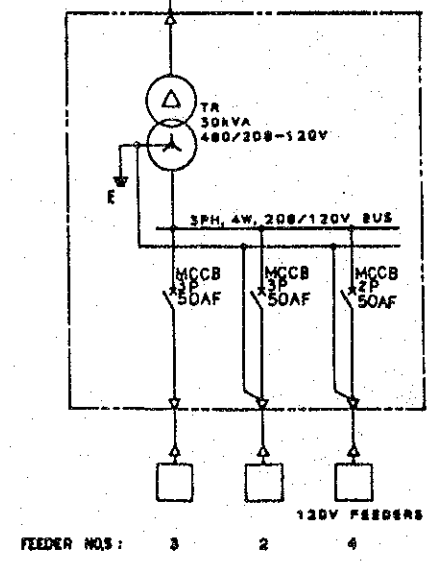 TR
30kVA
480/208-120V
E
3PH, 4W, 208/120V BUS
MCCB
3P
50AF
MCCB
3P
50AF
MCCB
2P
50AF
120V FEEDERS
FEEDER NO.S: 3 2 4